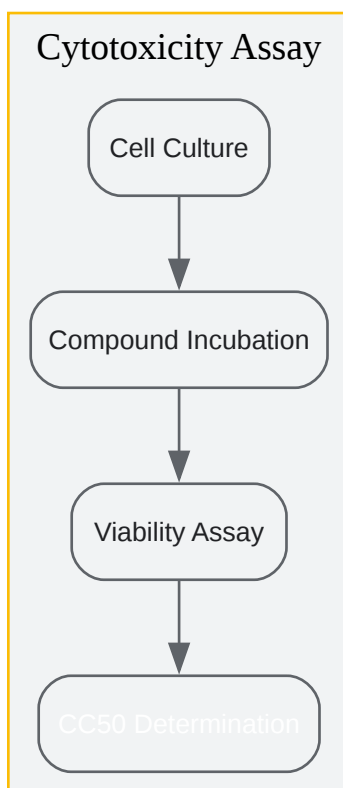 Cytotoxicity Assay
Cell Culture
Compound Incubation
Viability Assay
CC50 Determination